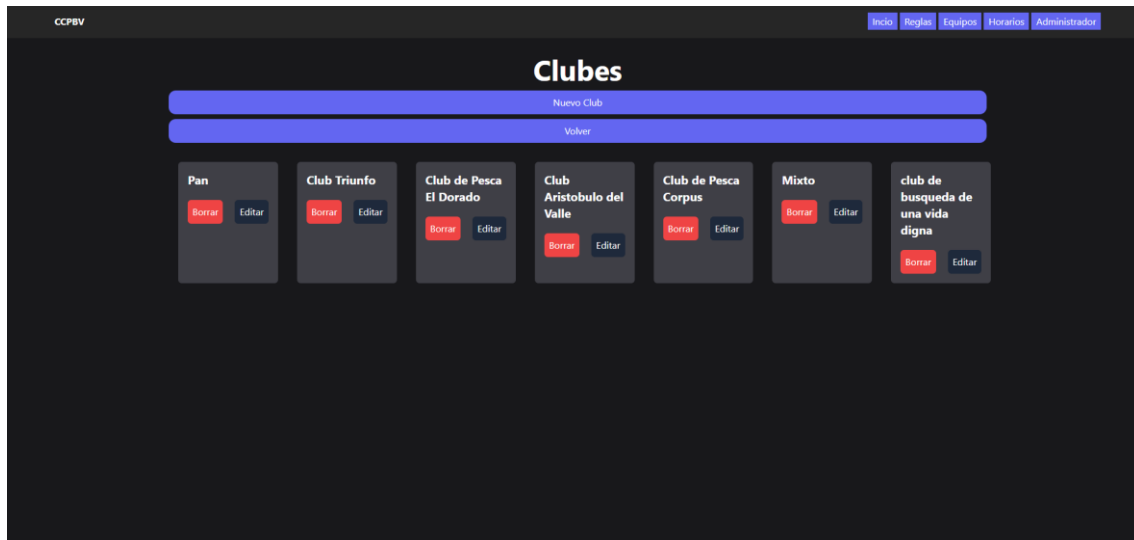 CCPBV
Incio Reglas Equipos Horarios Administrador
Clubes
Nuevo Club
Volver
Pan
Borrar Editar
Club Triunfo
Borrar Editar
Club de Pesca
El Dorado
Borrar Editar
Club
Aristobulo del
Valle
Borrar Editar
Club de Pesca
Corpus
Borrar Editar
Mixto
Borrar Editar
club de
busqueda de
una vida
digna
Borrar Editar